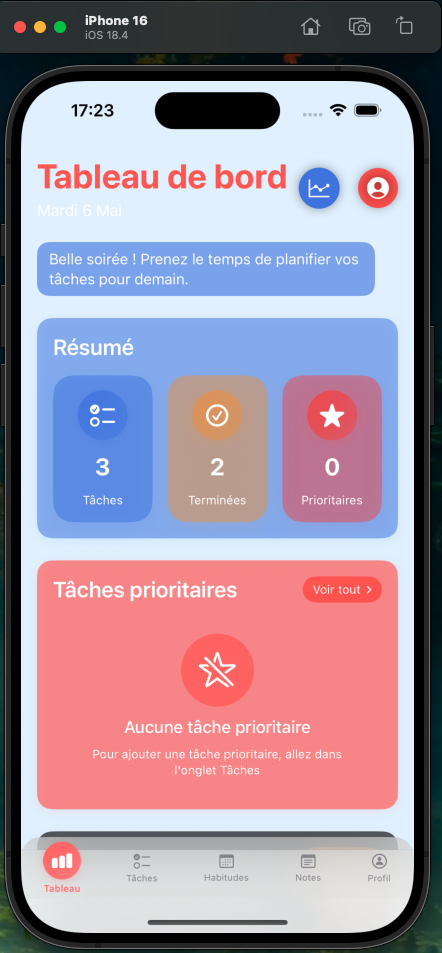 iPhone 16
iOS 18.4
17:23
Tableau de bord
Mardi 6 Mai
Belle soirée ! Prenez le temps de planifier vos
tâches pour demain.
Résumé
3
2
0
Tâches
Terminées
Prioritaires
Tâches prioritaires
Voir tout
Aucune tâche prioritaire
Pour ajouter une tâche prioritaire, allez dans
l'onglet Tâches
Tableau
Tâches
Habitudes
Notes
Profil